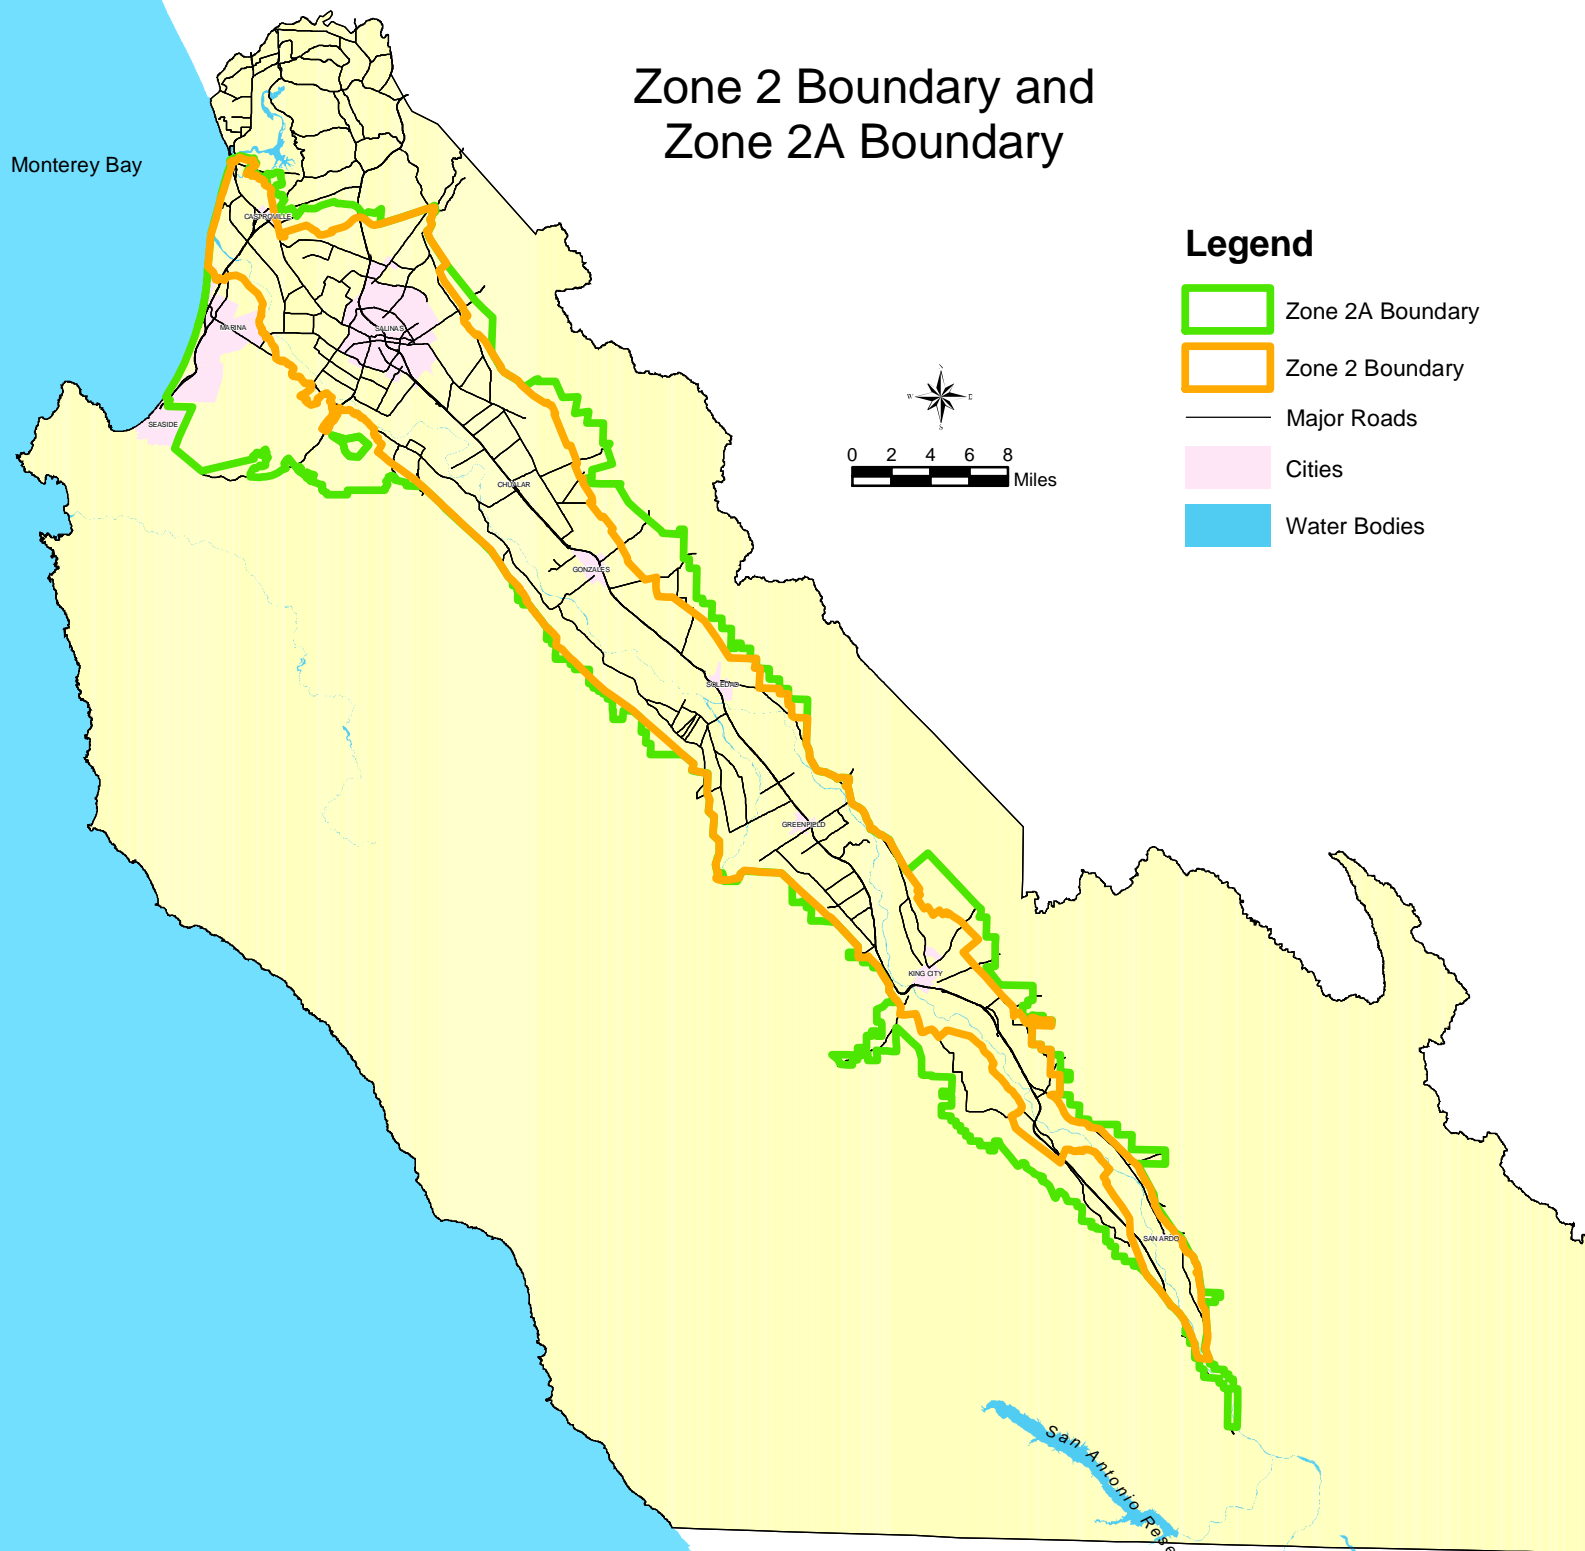 Zone 2 Boundary and
Zone 2A Boundary
Monterey Bay
Legend
Zone 2A Boundary
Zone 2 Boundary
Major Roads
Cities
Water Bodies
W
E
S
0 2 4 6 8
Miles
CASTROVILLE
MARINA
SALINAS
SEASIDE
CHUALAR
GONZALES
SOLEDAD
GREENFIELD
KING CITY
SAN ARDO
San Antonio Rese